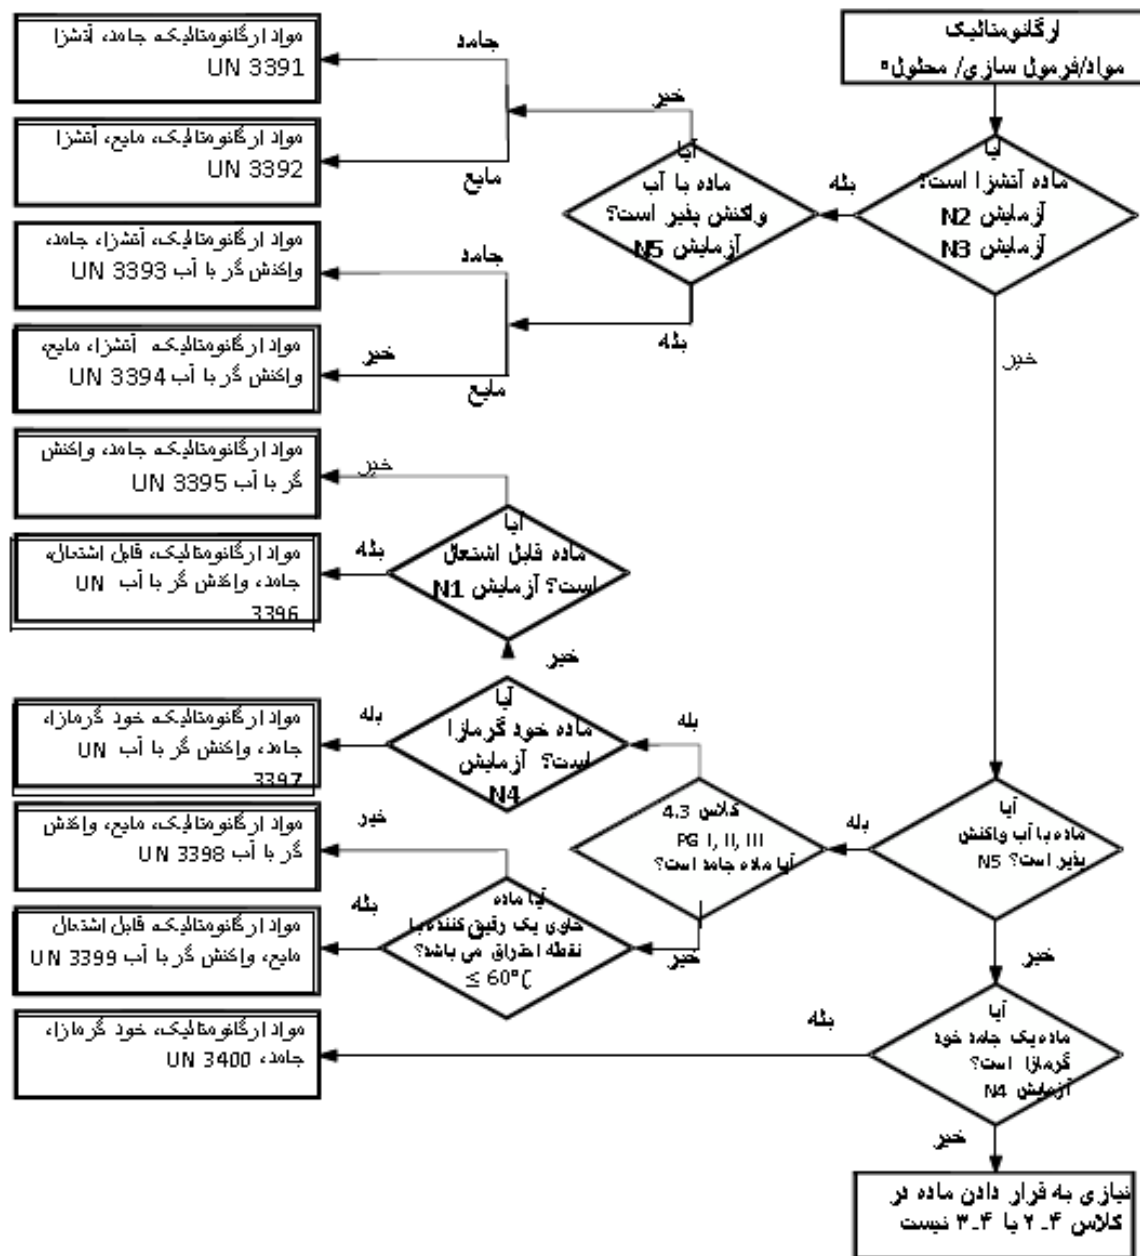 ارگانومتالیک
مواد/فرمول سازی/ محلول*
آیا
ماده آتشزا است؟
آزمایش N2
آزمایش N3
بله
خیر
آیا
ماده با آب
واکنش پذیر است؟
آزمایش N5
خیر
بله
جامد
مایع
جامد
خیر
مایع
مواد ارگانومتالیک، جامد، آتشزا
UN 3391
مواد ارگانومتالیک، مایع، آتشزا
UN 3392
مواد ارگانومتالیک، آتشزا، جامد،
واکنش گر با آب UN 3393
مواد ارگانومتالیک، آتشزا، مایع،
واکنش گر با آب UN 3394
مواد ارگانومتالیک، جامد، واکنش
گر با آب UN 3395
مواد ارگانومتالیک، قابل اشتعال،
جامد، واکنش گر با آب UN
3396
خیر
بله
آیا
ماده قابل اشتعال
است؟ آزمایش N1
خیر
آیا
ماده خود گرمازا
است؟ آزمایش
N4
بله
بله
مواد ارگانومتالیک، خود گرمازا،
جامد، واکنش گر با آب UN
3397
آیا
ماده با آب واکنش
پذیر است؟ N5
بله
خیر
کلاس 4.3
PG I, II, III
آیا ماده جامد است؟
خیر
آیا ماده
حاوی یک رقیق کننده با
نقطه احتراق می باشد؟
≤ 60°C
خیر
بله
مواد ارگانومتالیک، مایع، واکنش
گر با آب UN 3398
مواد ارگانومتالیک، قابل اشتعال
مایع، واکنش گر با آب UN 3399
آیا
ماده یک جامد خود
گرمازا است؟
آزمایش N4
بله
خیر
مواد ارگانومتالیک، خود گرمازا،
جامد، UN 3400
نیازی به قرار دادن ماده در
کلاس ۴-۲ یا ۴-۳ نیست